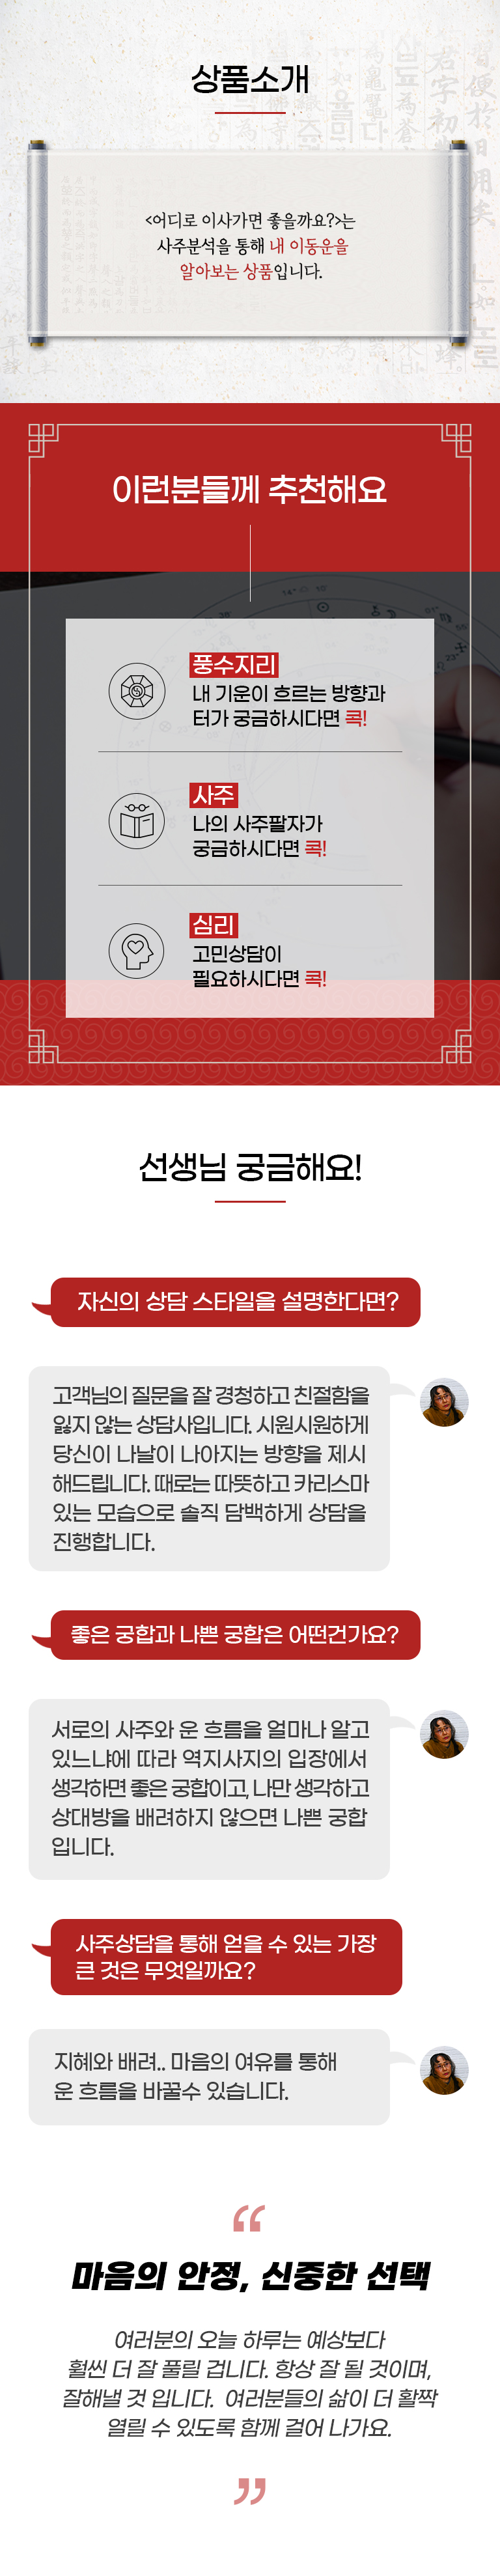 상품소개
<어디로 이사가면 좋을까요?>는
사주분석을 통해 내 이동운을
알아보는 상품입니다.
이런분들께 추천해요
풍수지리
내 기운이 흐르는 방향과
터가 궁금하시다면 콕!
사주
나의 사주팔자가
궁금하시다면 콕!
심리
고민상담이
필요하시다면 콕!
선생님 궁금해요!
자신의 상담 스타일을 설명한다면?
고객님의 질문을 잘 경청하고 친절함을
잃지 않는 상담사입니다. 시원시원하게
당신이 나날이 나아지는 방향을 제시
해드립니다. 때로는 따뜻하고 카리스마
있는 모습으로 솔직 담백하게 상담을
진행합니다.
좋은 궁합과 나쁜 궁합은 어떤건가요?
서로의 사주와 운 흐름을 얼마나 알고
있느냐에 따라 역지사지의 입장에서
생각하면 좋은 궁합이고, 나만 생각하고
상대방을 배려하지 않으면 나쁜 궁합
입니다.
사주상담을 통해 얻을 수 있는 가장
큰 것은 무엇일까요?
지혜와 배려.. 마음의 여유를 통해
운 흐름을 바꿀수 있습니다.
“
마음의 안정, 신중한 선택
여러분의 오늘 하루는 예상보다
훨씬 더 잘 풀릴 겁니다. 항상 잘 될 것이며,
잘해낼 것 입니다. 여러분들의 삶이 더 활짝
열릴 수 있도록 함께 걸어 나가요.
”